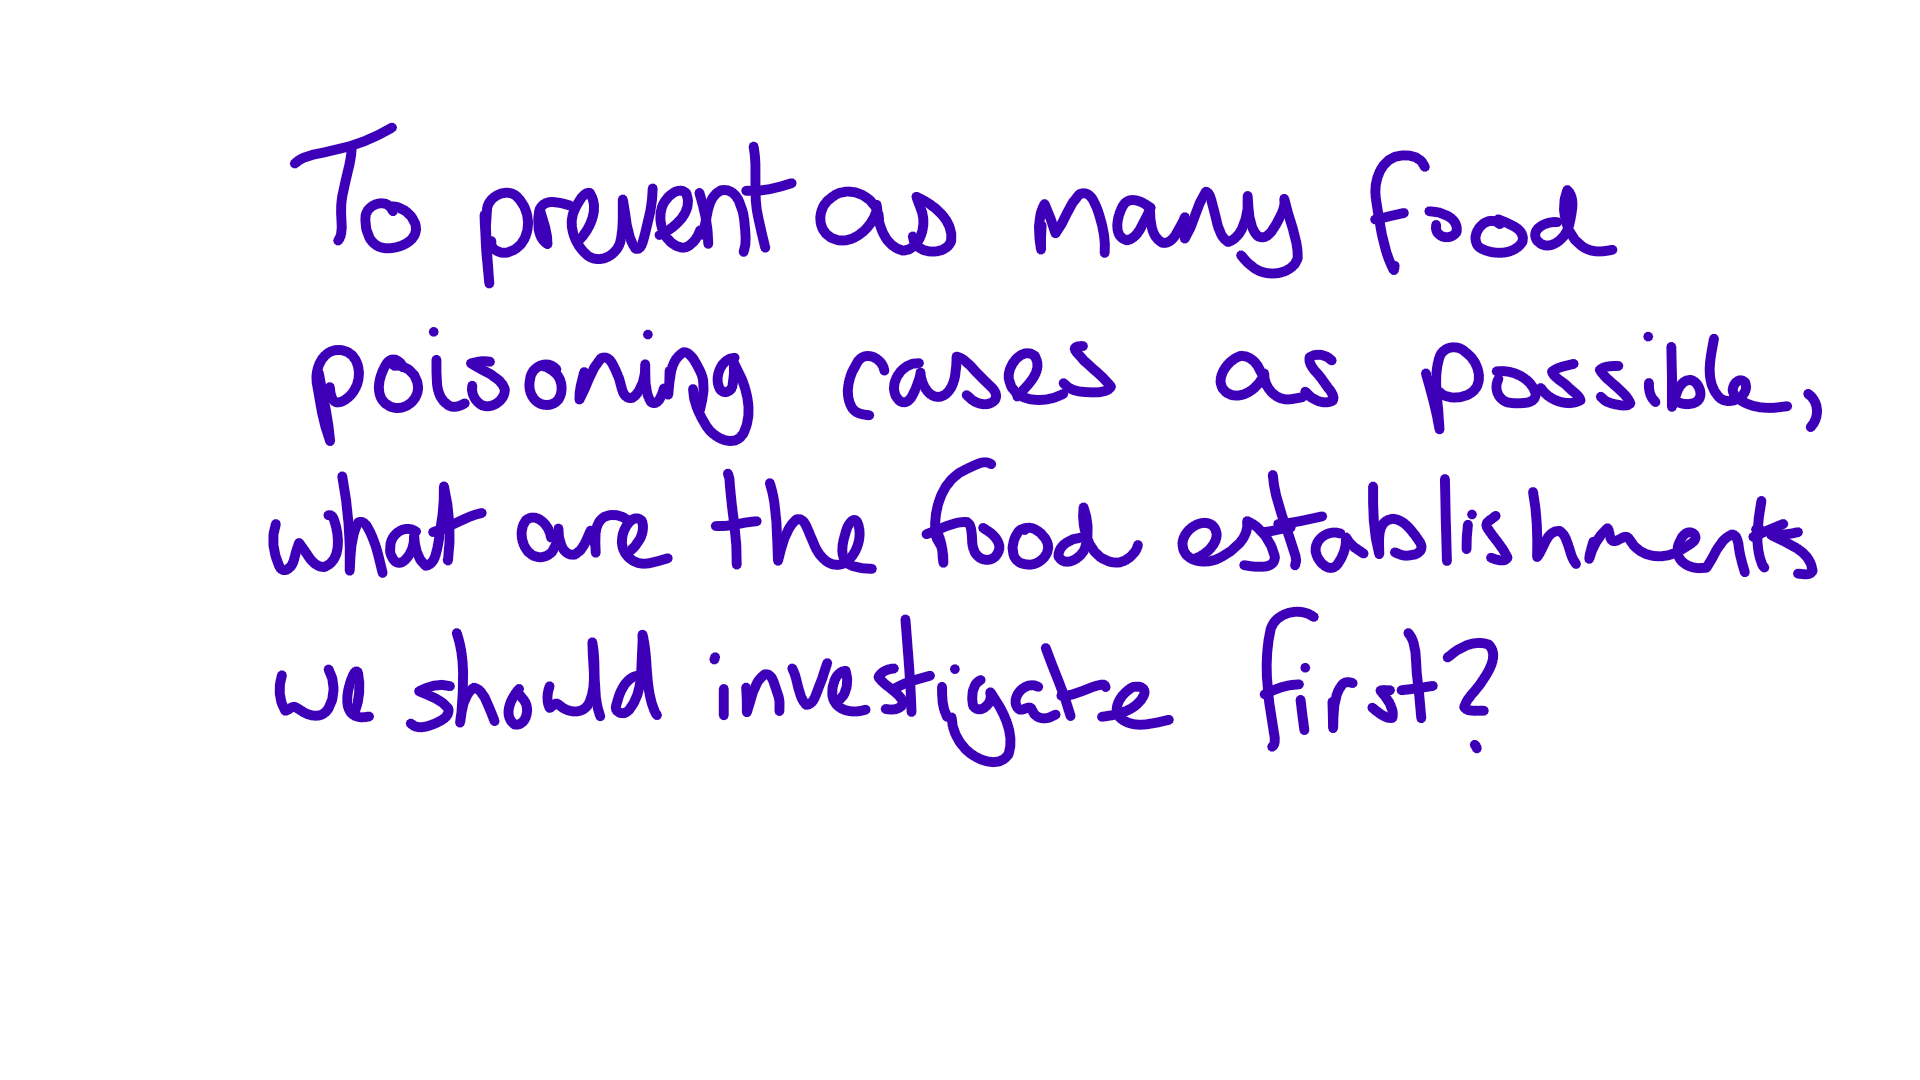 To prevent as many food
poisoning cases as possible,
what are the food establishments
we should investigate first?